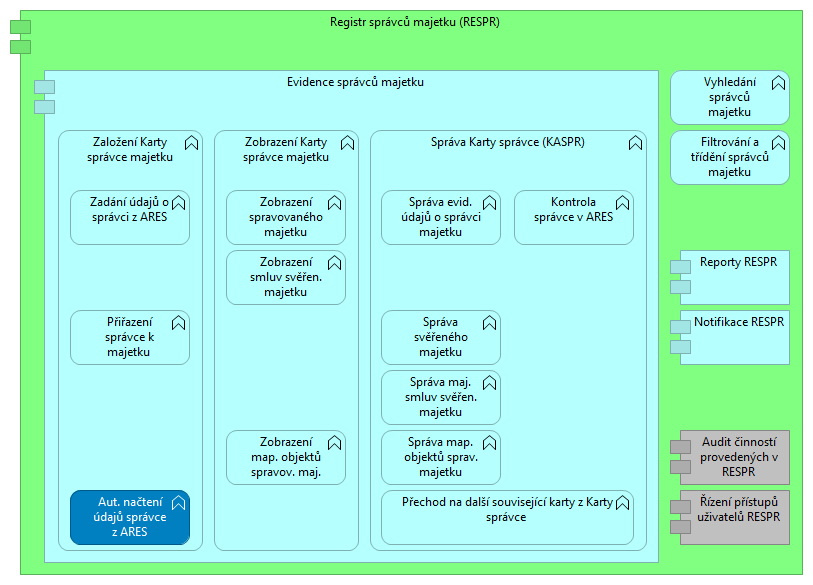 Registr správců majetku (RESPR)
Evidence správců majetku
Založení Karty
správce majetku
Zadání údajů o
správci z ARES
Přiřazení
správce k
majetku
Aut. načtení
údajů správce
z ARES
Zobrazení Karty
správce majetku
Zobrazení
spravovaného
majetku
Zobrazení
smluv svěřen.
majetku
Zobrazení
map. objektů
spravov. maj.
Správa Karty správce (KASPR)
Správa evid.
údajů o správci
majetku
Kontrola
správce v ARES
Správa
svěřeného
majetku
Správa maj.
smluv svěřen.
majetku
Správa map.
objektů sprav.
majetku
Přechod na další související karty z Karty
správce
Vyhledání
správců
majetku
Filtrování a
třídění správců
majetku
Reporty RESPR
Notifikace RESPR
Audit činností
provedených v
RESPR
Řízení přístupů
uživatelů RESPR